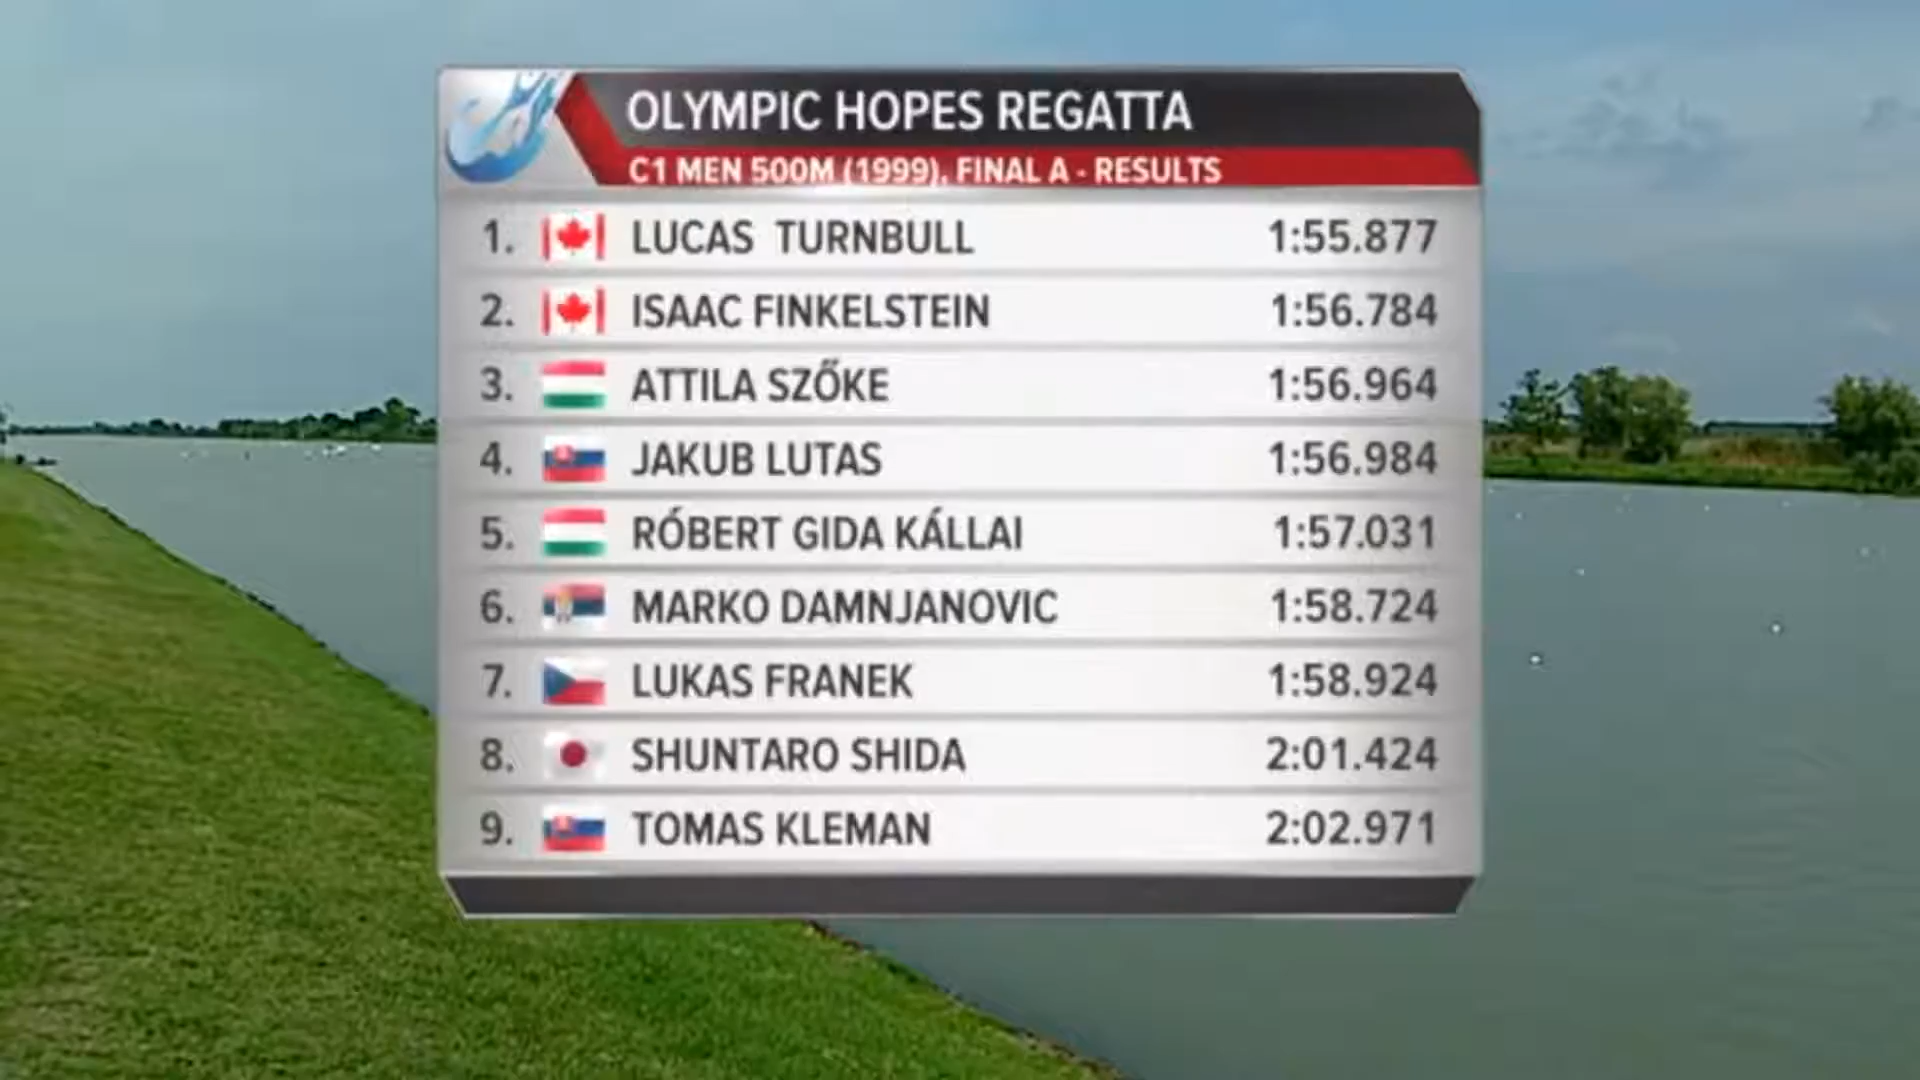 OLYMPIC HOPES REGATTA
C1 MEN 500M (1999), FINAL A - RESULTS
1. LUCAS TURNBULL 1:55.877
2. ISAAC FINKELSTEIN 1:56.784
3. ATTILA SZŐKE 1:56.964
4. JAKUB LUTAS 1:56.984
5. RÓBERT GIDA KÁLLAI 1:57.031
6. MARKO DAMNJANOVIC 1:58.724
7. LUKAS FRANEK 1:58.924
8. SHUNTARO SHIDA 2:01.424
9. TOMAS KLEMAN 2:02.971